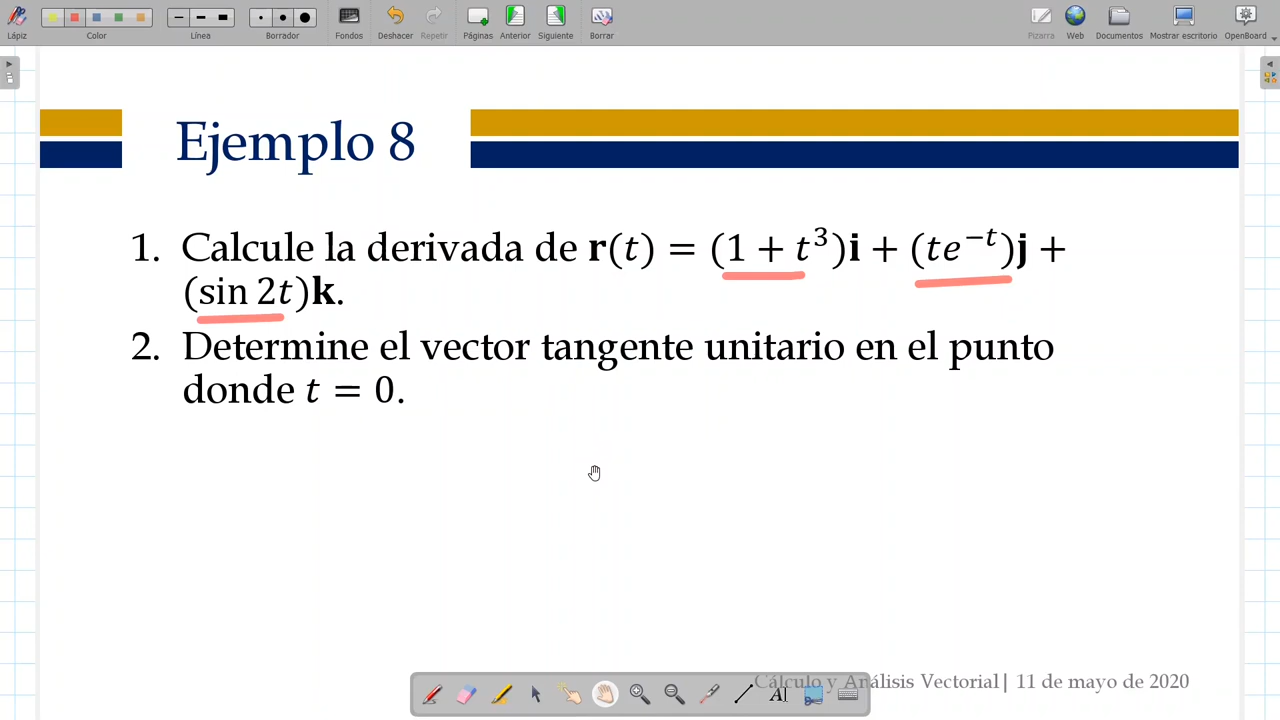 Lápiz Color Línea Borrador Fondos Deshacer Repetir Páginas Anterior Siguiente Borrar Pizarra Web Documentos Mostrar escritorio OpenBoard
Ejemplo 8
1. Calcule la derivada de r(t) = (1 + t³)i + (te⁻ᵗ)j +
(sin 2t)k.
2. Determine el vector tangente unitario en el punto
donde t = 0.
Cálculo y Análisis Vectorial| 11 de mayo de 2020